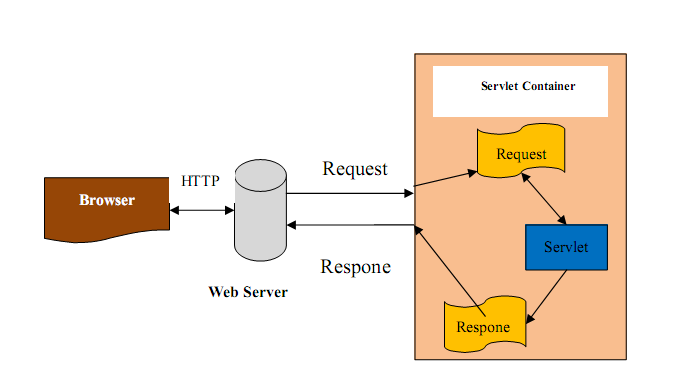 Servlet Container
Request
HTTP
Request
Browser
Servlet
Respone
Web Server
Respone